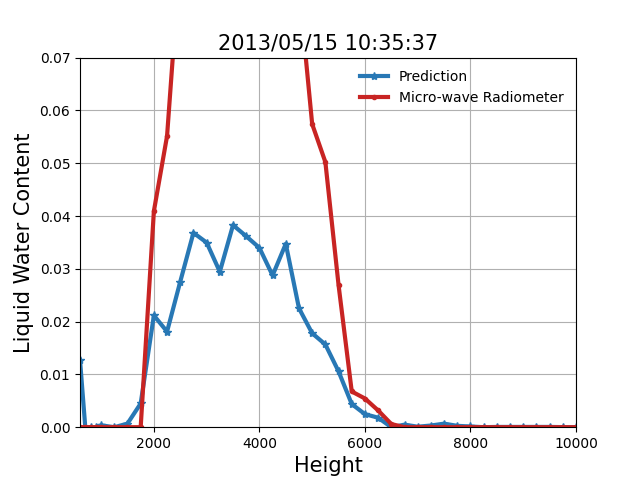 2013/05/15 10:35:37
0.07
0.06
0.05
0.04
0.03
0.02
0.01
0.00
Liquid Water Content
Prediction
Micro-wave Radiometer
2000 4000 6000 8000 10000
Height